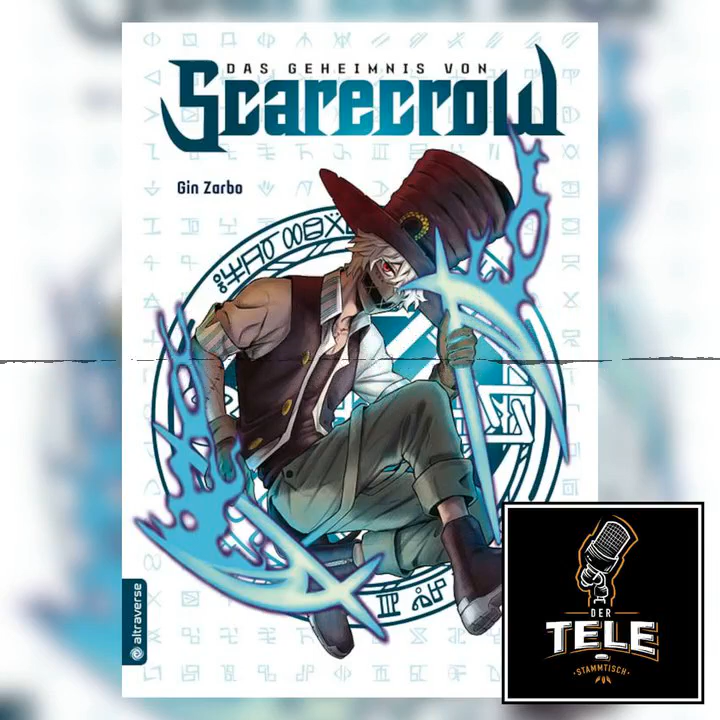 DAS GEHEIMNIS VON
Scarecrow
Gin Zarbo
altraverse
DER
TELE
STAMMTISCH